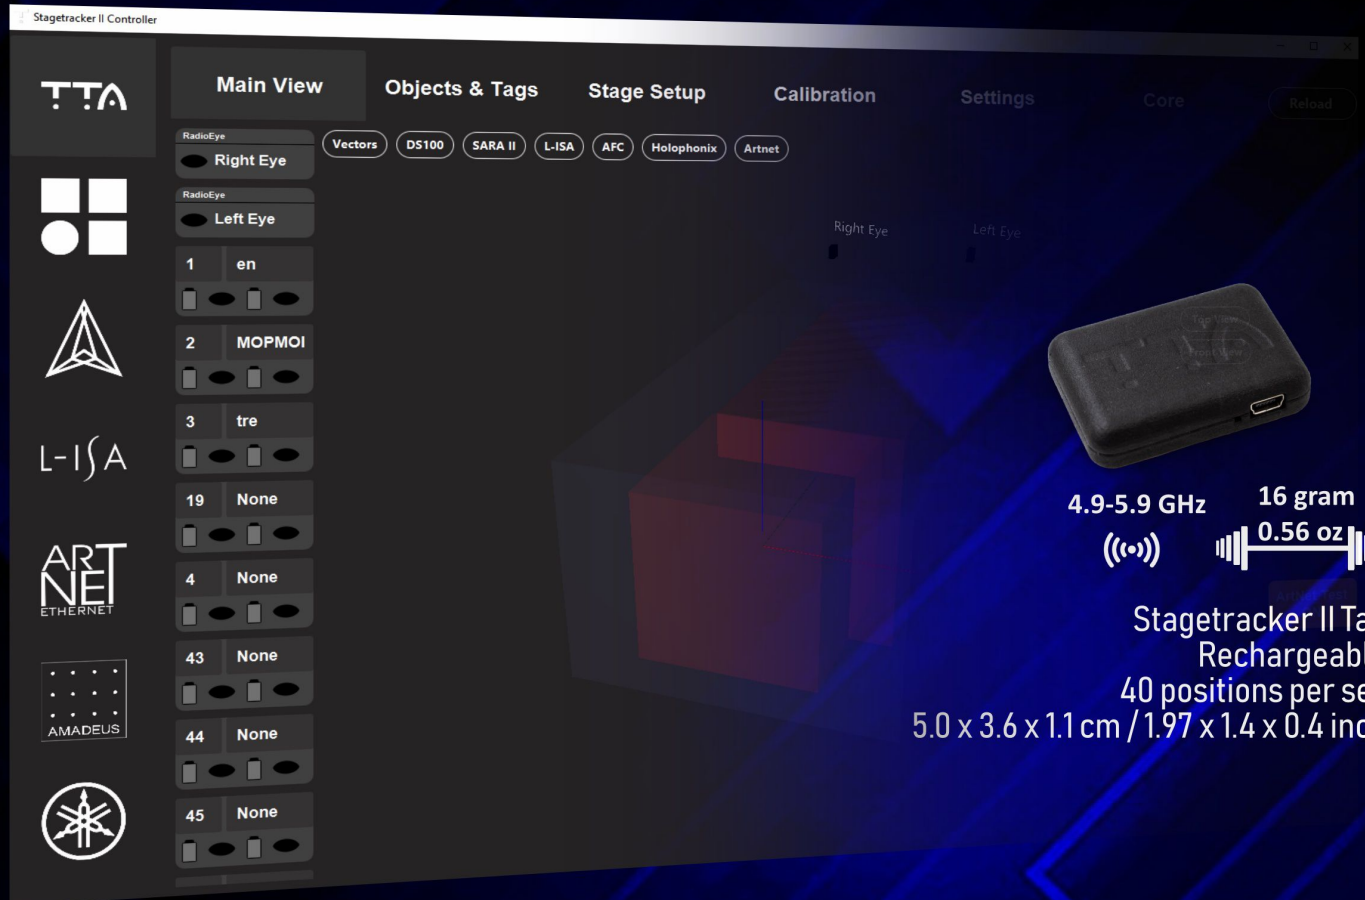 Stagetracker II Controller
TTA
Main View
Objects & Tags
Stage Setup
Calibration
Settings
Core
Reload
RadioEye
Right Eye
Vectors
DS100
SARA II
L-ISA
AFC
Holophonix
Artnet
RadioEye
Left Eye
Right Eye
Left Eye
1 en
2 MOPMOI
3 tre
19 None
4 None
43 None
44 None
45 None
L-ISA
ART
NET
ETHERNET
AMADEUS
Top View
Front View
4.9-5.9 GHz
16 gram
0.56 oz
Stagetracker II Ta
Rechargeabl
40 positions per se
5.0 x 3.6 x 1.1 cm / 1.97 x 1.4 x 0.4 inc